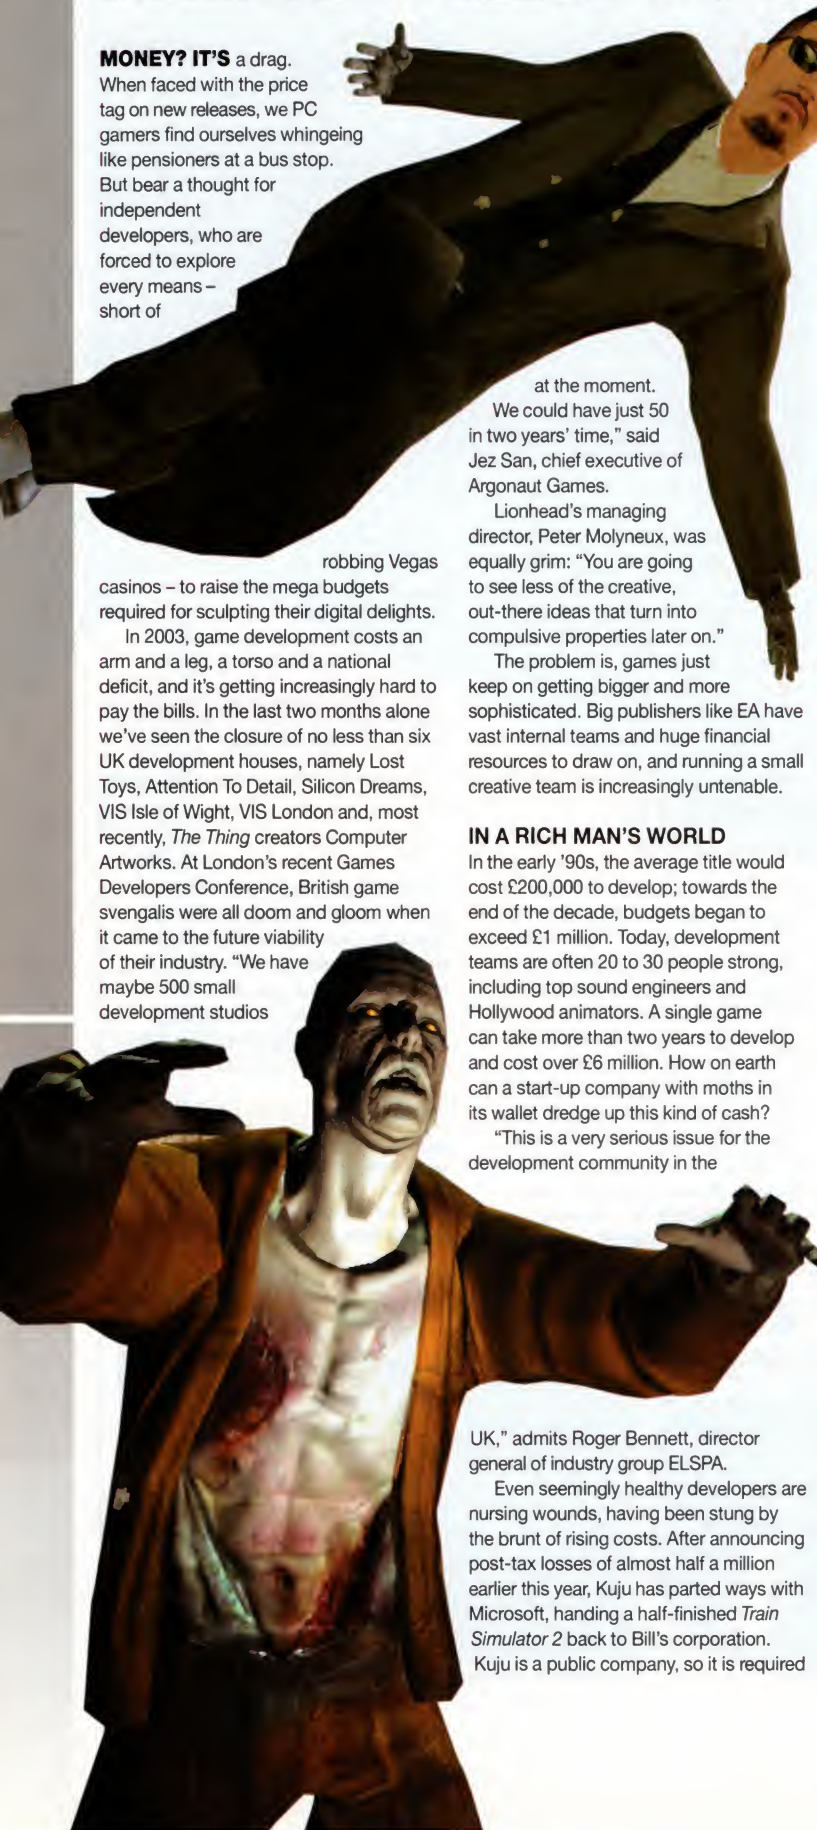 MONEY? IT'S a drag.
When faced with the price
tag on new releases, we PC
gamers find ourselves whingeing
like pensioners at a bus stop.
But bear a thought for
independent
developers, who are
forced to explore
every means –
short of
robbing Vegas
casinos – to raise the mega budgets
required for sculpting their digital delights.
In 2003, game development costs an
arm and a leg, a torso and a national
deficit, and it's getting increasingly hard to
pay the bills. In the last two months alone
we've seen the closure of no less than six
UK development houses, namely Lost
Toys, Attention To Detail, Silicon Dreams,
VIS Isle of Wight, VIS London and, most
recently, The Thing creators Computer
Artworks. At London's recent Games
Developers Conference, British game
svengalis were all doom and gloom when
it came to the future viability
of their industry. “We have
maybe 500 small
development studios
at the moment.
We could have just 50
in two years' time,” said
Jez San, chief executive of
Argonaut Games.
Lionhead's managing
director, Peter Molyneux, was
equally grim: “You are going
to see less of the creative,
out-there ideas that turn into
compulsive properties later on.”
The problem is, games just
keep on getting bigger and more
sophisticated. Big publishers like EA have
vast internal teams and huge financial
resources to draw on, and running a small
creative team is increasingly untenable.
IN A RICH MAN'S WORLD
In the early '90s, the average title would
cost £200,000 to develop; towards the
end of the decade, budgets began to
exceed £1 million. Today, development
teams are often 20 to 30 people strong,
including top sound engineers and
Hollywood animators. A single game
can take more than two years to develop
and cost over £6 million. How on earth
can a start-up company with moths in
its wallet dredge up this kind of cash?
“This is a very serious issue for the
development community in the
UK,” admits Roger Bennett, director
general of industry group ELSPA.
Even seemingly healthy developers are
nursing wounds, having been stung by
the brunt of rising costs. After announcing
post-tax losses of almost half a million
earlier this year, Kuju has parted ways with
Microsoft, handing a half-finished Train
Simulator 2 back to Bill's corporation.
Kuju is a public company, so it is required